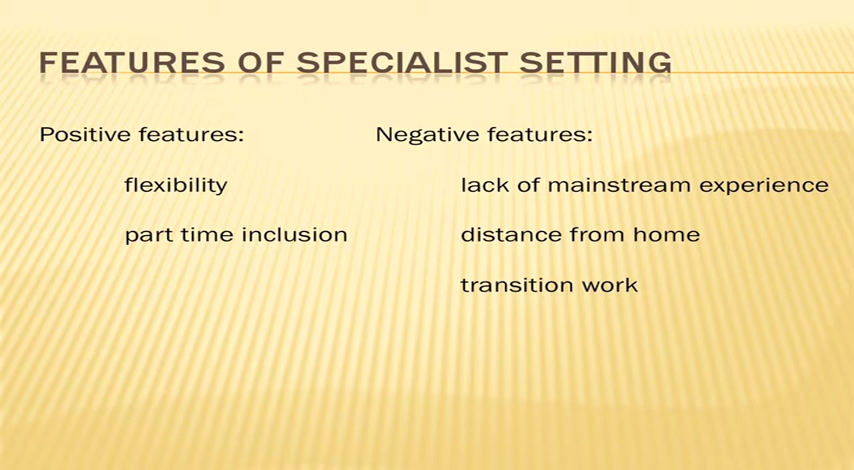 FEATURES OF SPECIALIST SETTING
Positive features:
flexibility
part time inclusion
Negative features:
lack of mainstream experience
distance from home
transition work